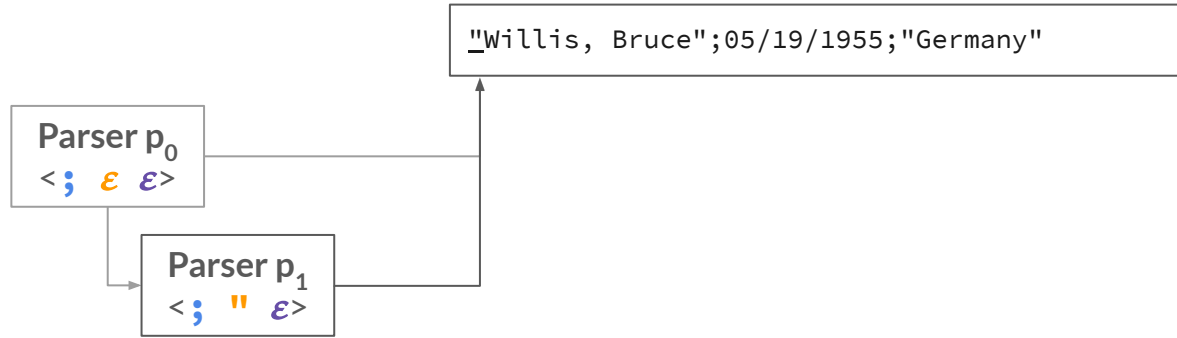 "Willis, Bruce";05/19/1955;"Germany"
Parser p0
<; ε ε>
Parser p1
<; " ε>